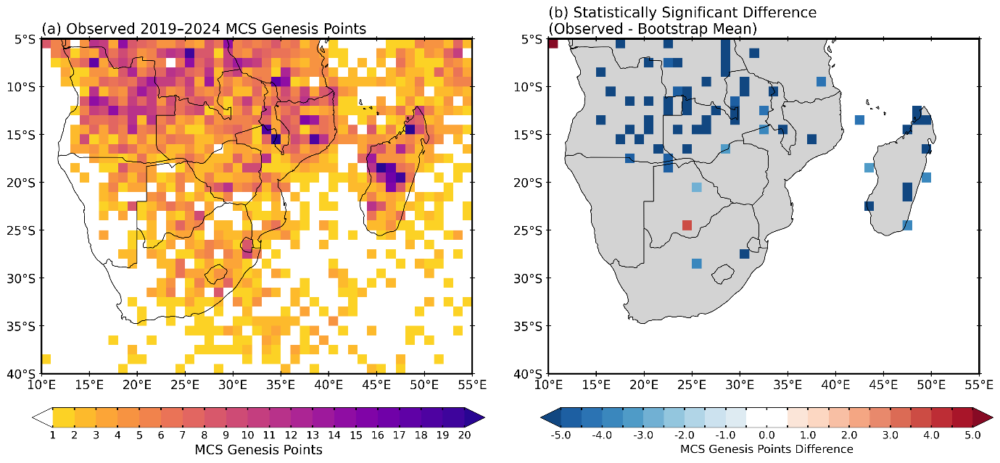 (a) Observed 2019–2024 MCS Genesis Points
5°S
10°S
15°S
20°S
25°S
30°S
35°S
40°S
10°E 15°E 20°E 25°E 30°E 35°E 40°E 45°E 50°E 55°E
1 2 3 4 5 6 7 8 9 10 11 12 13 14 15 16 17 18 19 20
MCS Genesis Points
(b) Statistically Significant Difference
(Observed - Bootstrap Mean)
5°S
10°S
15°S
20°S
25°S
30°S
35°S
40°S
10°E 15°E 20°E 25°E 30°E 35°E 40°E 45°E 50°E 55°E
-5.0 -4.0 -3.0 -2.0 -1.0 0.0 1.0 2.0 3.0 4.0 5.0
MCS Genesis Points Difference